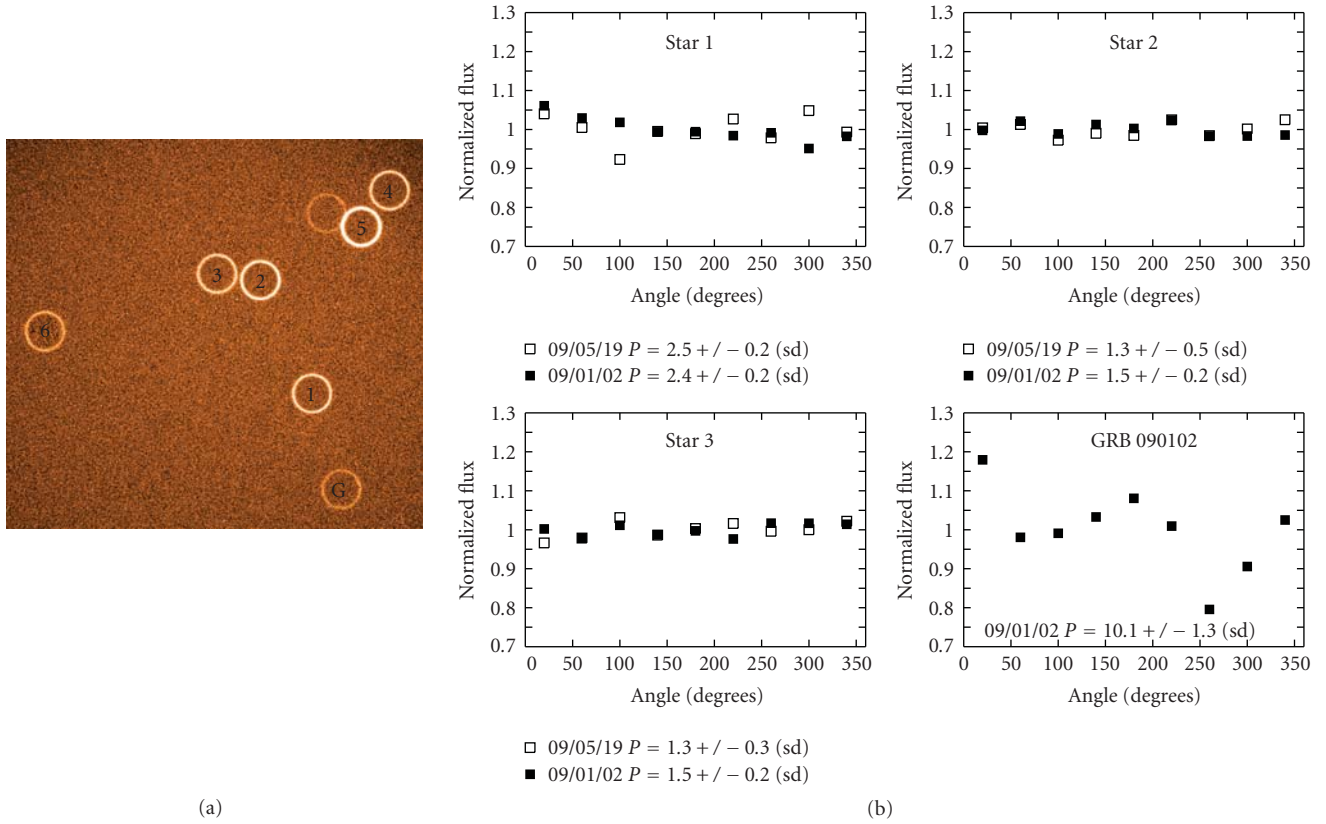 4
5
3 2
6
1
G
(a)
1.3
1.2
1.1
1
0.9
0.8
0.7
Normalized flux
Star 1
0 50 100 150 200 250 300 350
Angle (degrees)
09/05/19 P = 2.5 + / − 0.2 (sd)
09/01/02 P = 2.4 + / − 0.2 (sd)
1.3
1.2
1.1
1
0.9
0.8
0.7
Normalized flux
Star 2
0 50 100 150 200 250 300 350
Angle (degrees)
09/05/19 P = 1.3 + / − 0.5 (sd)
09/01/02 P = 1.5 + / − 0.2 (sd)
1.3
1.2
1.1
1
0.9
0.8
0.7
Normalized flux
Star 3
0 50 100 150 200 250 300 350
Angle (degrees)
09/05/19 P = 1.3 + / − 0.3 (sd)
09/01/02 P = 1.5 + / − 0.2 (sd)
1.3
1.2
1.1
1
0.9
0.8
0.7
Normalized flux
GRB 090102
09/01/02 P = 10.1 + / − 1.3 (sd)
0 50 100 150 200 250 300 350
Angle (degrees)
(b)